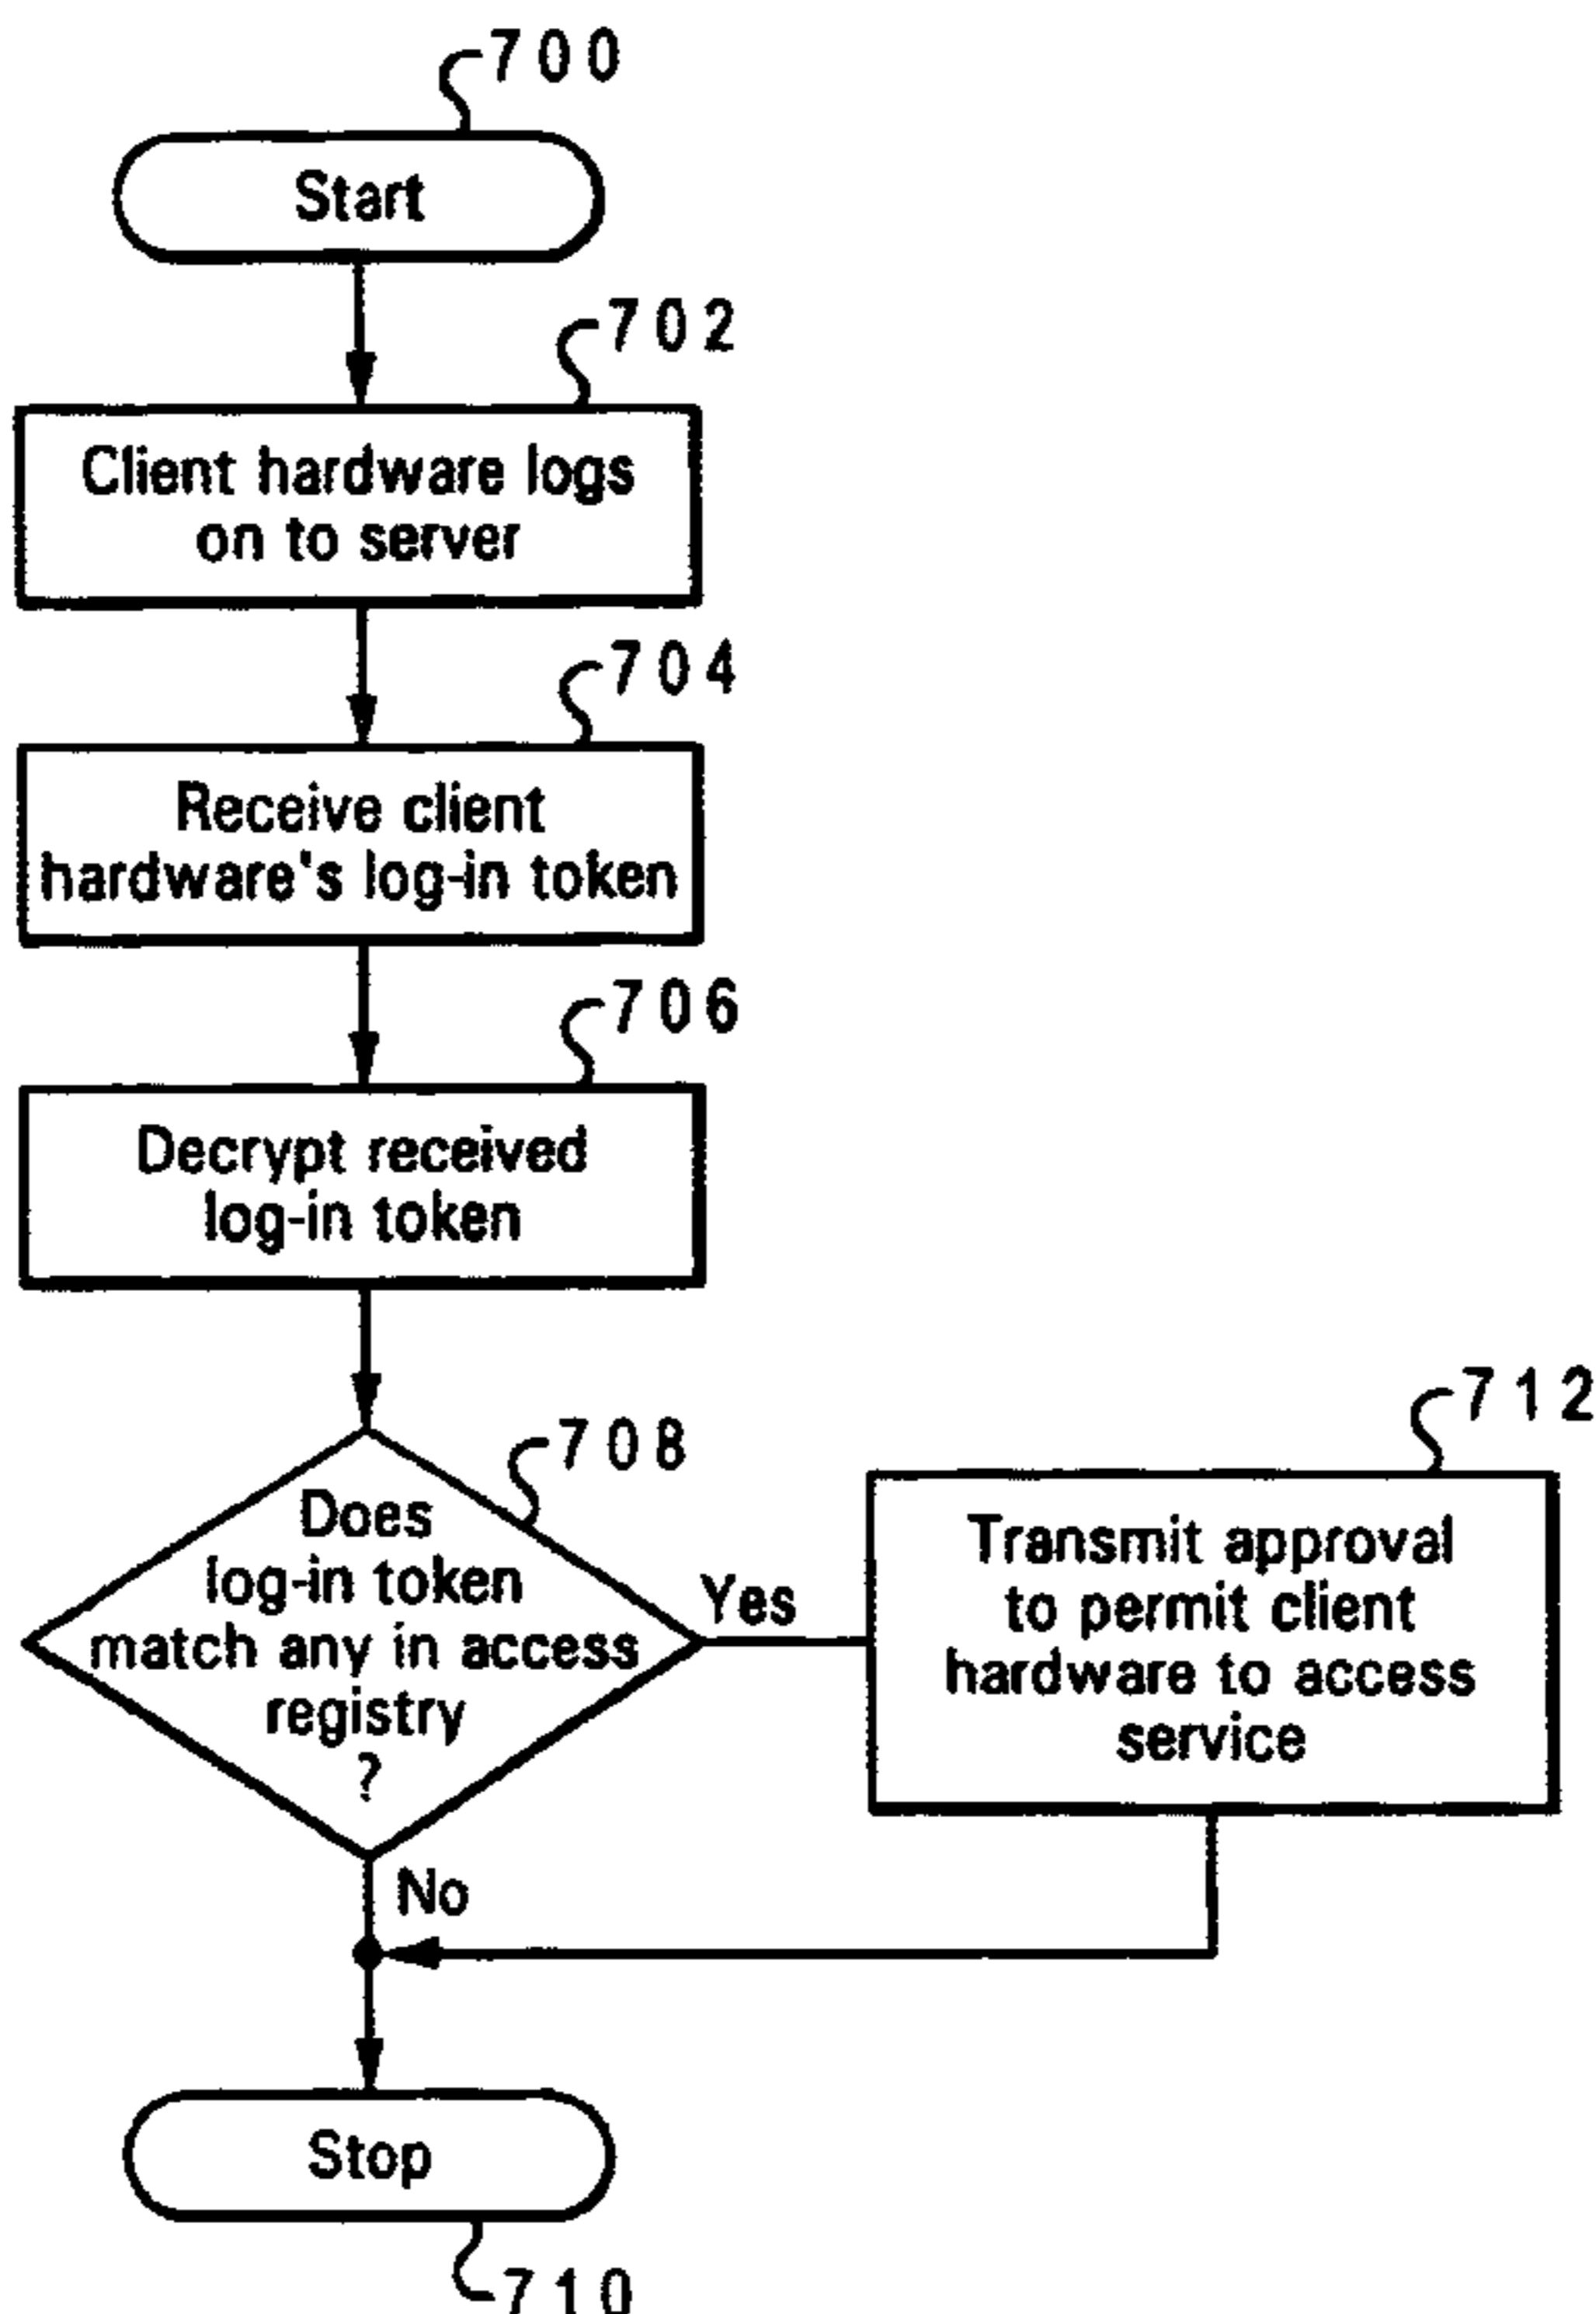 700
Start
702
Client hardware logs
on to server
704
Receive client
hardware's log-in token
706
Decrypt received
log-in token
708
Does
log-in token
match any in access
registry
?
Yes
712
Transmit approval
to permit client
hardware to access
service
No
Stop
710